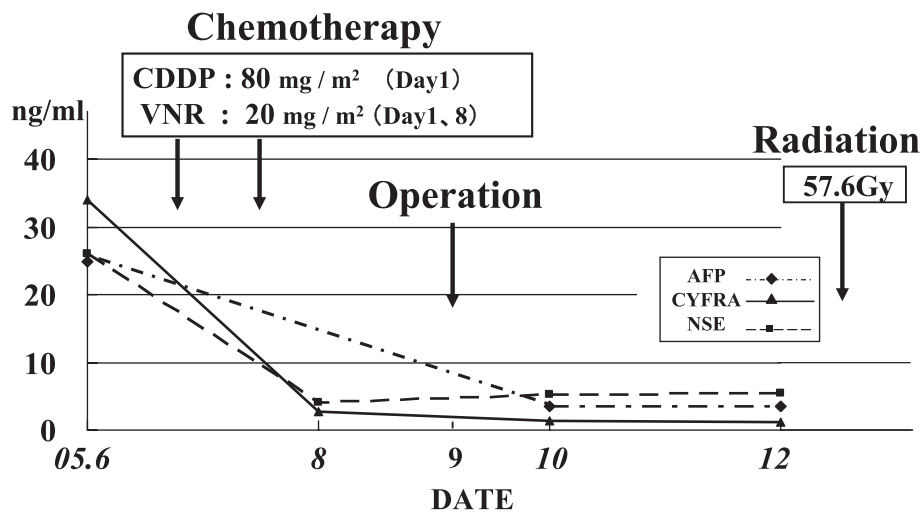 Chemotherapy
CDDP : 80 mg / m² （Day1）
VNR : 20 mg / m²（Day1、8）
ng/ml
40
30
20
10
0
Operation
Radiation
57.6Gy
AFP
CYFRA
NSE
05.6 8 9 10 12
DATE